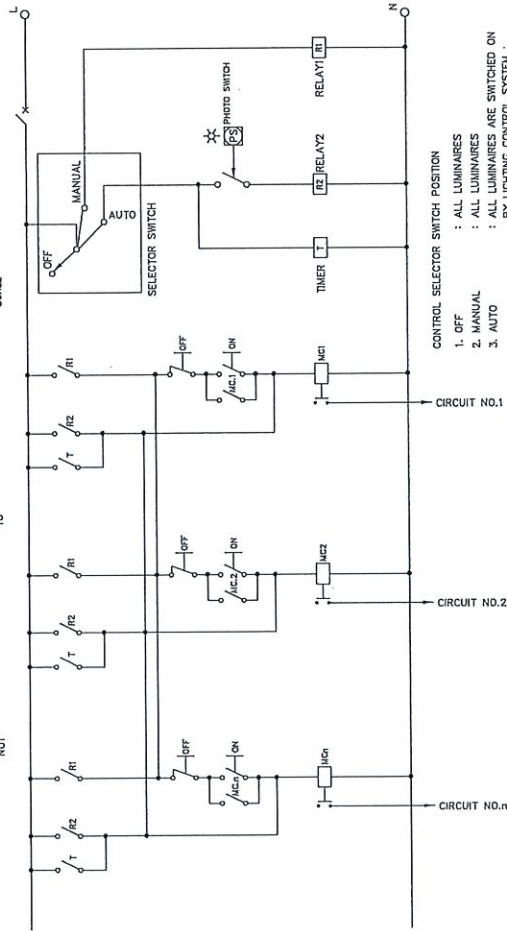 NOT TO SCALE
L
OFF
MANUAL
AUTO
SELECTOR SWITCH
PS
PHOTO SWITCH
R1
R2
T
R1
R2
T
R1
R2
T
OFF
ON
MC.1
OFF
ON
MC.2
OFF
ON
MC.n
TIMER
T
R2
RELAY2
RELAY1
R1
MC1
MC2
MCn
N
CIRCUIT NO.1
CIRCUIT NO.2
CIRCUIT NO.n
CONTROL SELECTOR SWITCH POSITION
1. OFF : ALL LUMINAIRES
2. MANUAL : ALL LUMINAIRES
3. AUTO : ALL LUMINAIRES ARE SWITCHED ON
BY LIGHTING CONTROL SYSTEM .